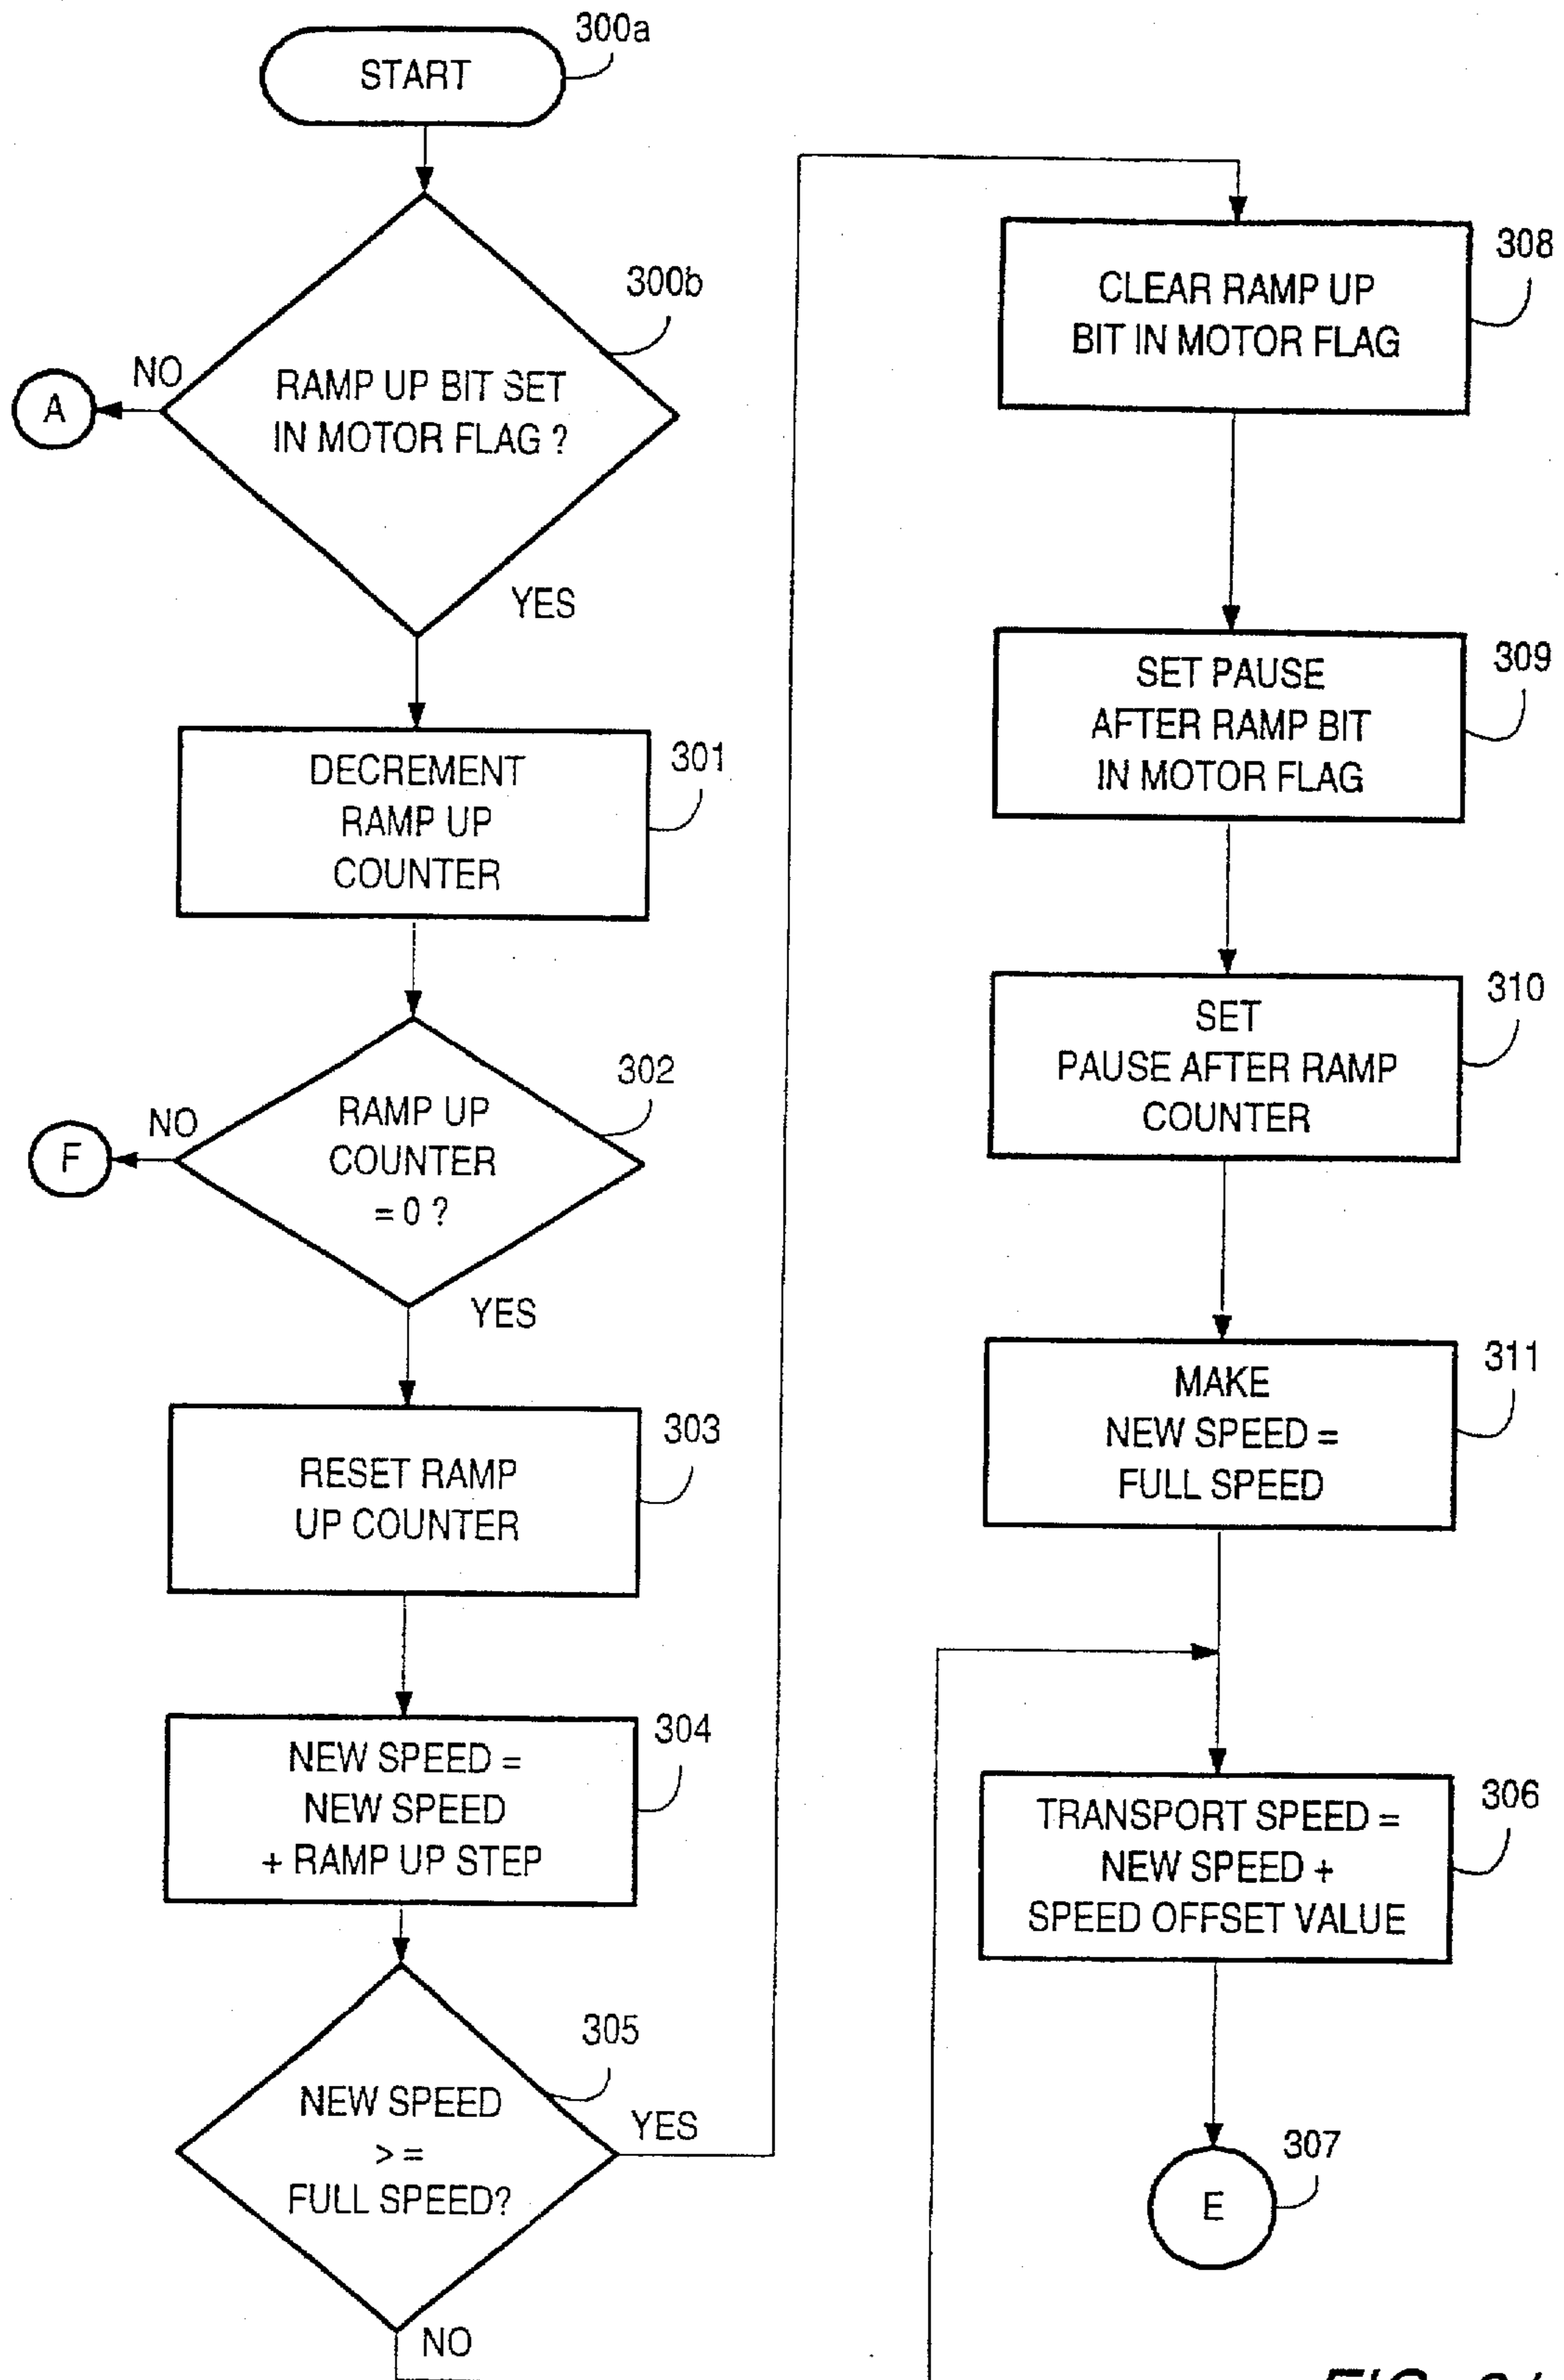 START
300a
RAMP UP BIT SET
IN MOTOR FLAG ?
300b
NO
A
YES
DECREMENT
RAMP UP
COUNTER
301
RAMP UP
COUNTER
= 0 ?
302
NO
F
YES
RESET RAMP
UP COUNTER
303
NEW SPEED =
NEW SPEED
+ RAMP UP STEP
304
NEW SPEED
> =
FULL SPEED?
305
YES
NO
CLEAR RAMP UP
BIT IN MOTOR FLAG
308
SET PAUSE
AFTER RAMP BIT
IN MOTOR FLAG
309
SET
PAUSE AFTER RAMP
COUNTER
310
MAKE
NEW SPEED =
FULL SPEED
311
TRANSPORT SPEED =
NEW SPEED +
SPEED OFFSET VALUE
306
E
307